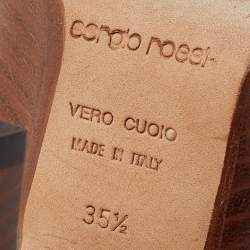 sergio rossi
VERO CUOIO
MADE IN ITALY
35½